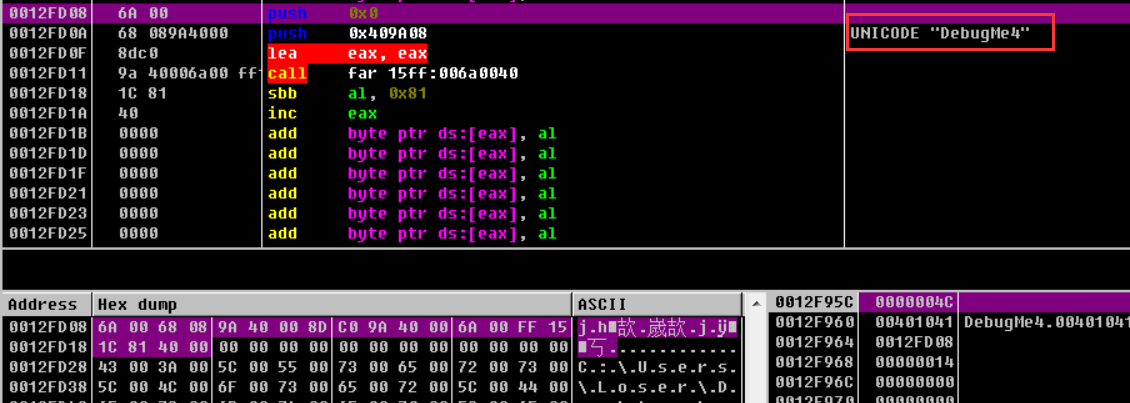 0012FD08 6A 00 push 0x0
0012FD0A 68 089A4000 push 0x409A08 UNICODE "DebugMe4"
0012FD0F 8dc0 lea eax, eax
0012FD11 9a 40006a00 ff call far 15ff:006a0040
0012FD18 1C 81 sbb al, 0x81
0012FD1A 40 inc eax
0012FD1B 0000 add byte ptr ds:[eax], al
0012FD1D 0000 add byte ptr ds:[eax], al
0012FD1F 0000 add byte ptr ds:[eax], al
0012FD21 0000 add byte ptr ds:[eax], al
0012FD23 0000 add byte ptr ds:[eax], al
0012FD25 0000 add byte ptr ds:[eax], al
Address Hex dump ASCII
0012FD08 6A 00 68 08 9A 40 00 8D C0 9A 40 00 6A 00 FF 15
0012FD18 1C 81 40 00 00 00 00 00 00 00 00 00 00 00 00 00
0012FD28 43 00 3A 00 5C 00 55 00 73 00 65 00 72 00 73 00 C.:.\.U.s.e.r.s.
0012FD38 5C 00 4C 00 6F 00 73 00 65 00 72 00 5C 00 44 00 \.L.o.s.e.r.\.D.
0012F95C 0000004C
0012F960 00401041 DebugMe4.00401041
0012F964 0012FD08
0012F968 00000014
0012F96C 00000000